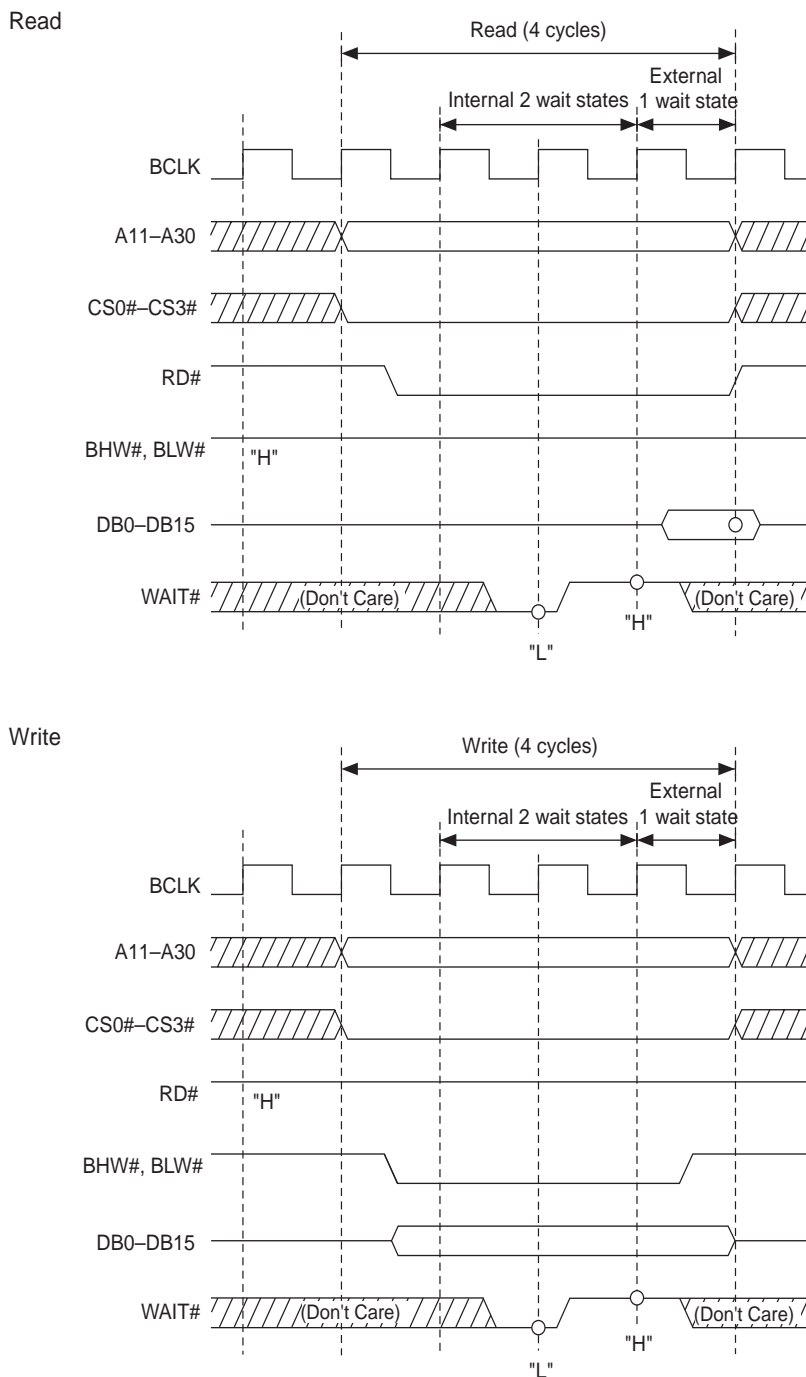 Read
Read (4 cycles)
External
Internal 2 wait states 1 wait state
BCLK
A11–A30
CS0#–CS3#
RD#
BHW#, BLW#
"H"
DB0–DB15
WAIT#
(Don't Care)
(Don't Care)
"H"
"L"
Write
Write (4 cycles)
External
Internal 2 wait states 1 wait state
BCLK
A11–A30
CS0#–CS3#
RD#
"H"
BHW#, BLW#
DB0–DB15
WAIT#
(Don't Care)
(Don't Care)
"H"
"L"